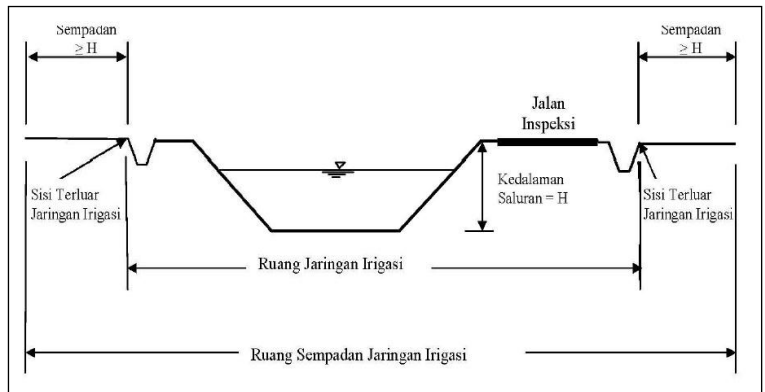 Sempadan
≥ H
Sempadan
≥ H
Jalan
Inspeksi
Sisi Terluar
Jaringan Irigasi
Kedalaman
Saluran = H
Sisi Terluar
Jaringan Irigasi
Ruang Jaringan Irigasi
Ruang Sempadan Jaringan Irigasi